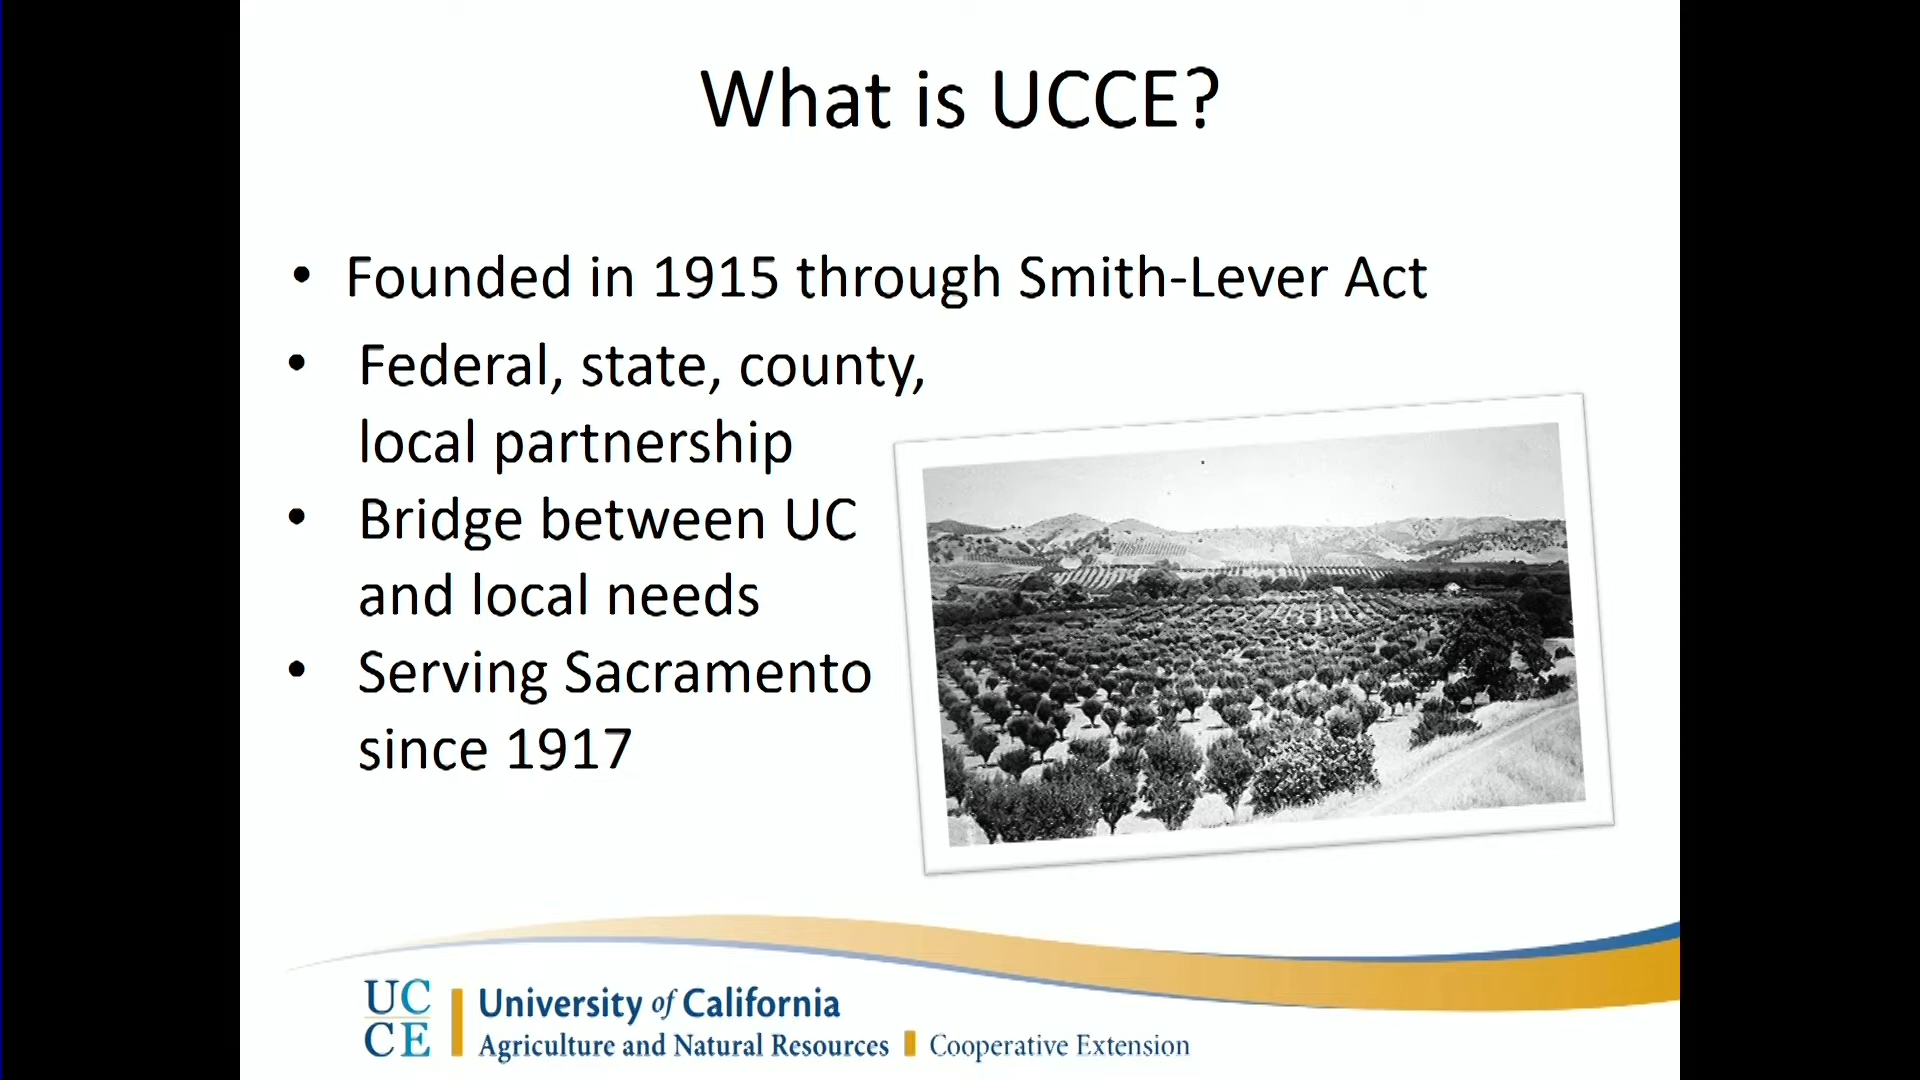 What is UCCE?
• Founded in 1915 through Smith-Lever Act
• Federal, state, county,
local partnership
• Bridge between UC
and local needs
• Serving Sacramento
since 1917
UC
CE
University of California
Agriculture and Natural Resources Cooperative Extension